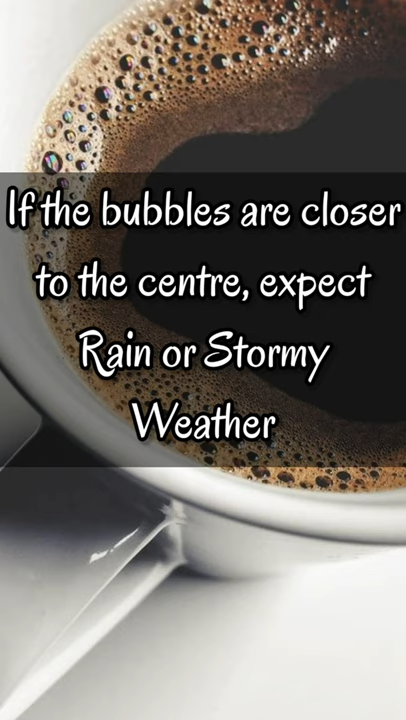 If the bubbles are closer
to the centre, expect
Rain or Stormy
Weather